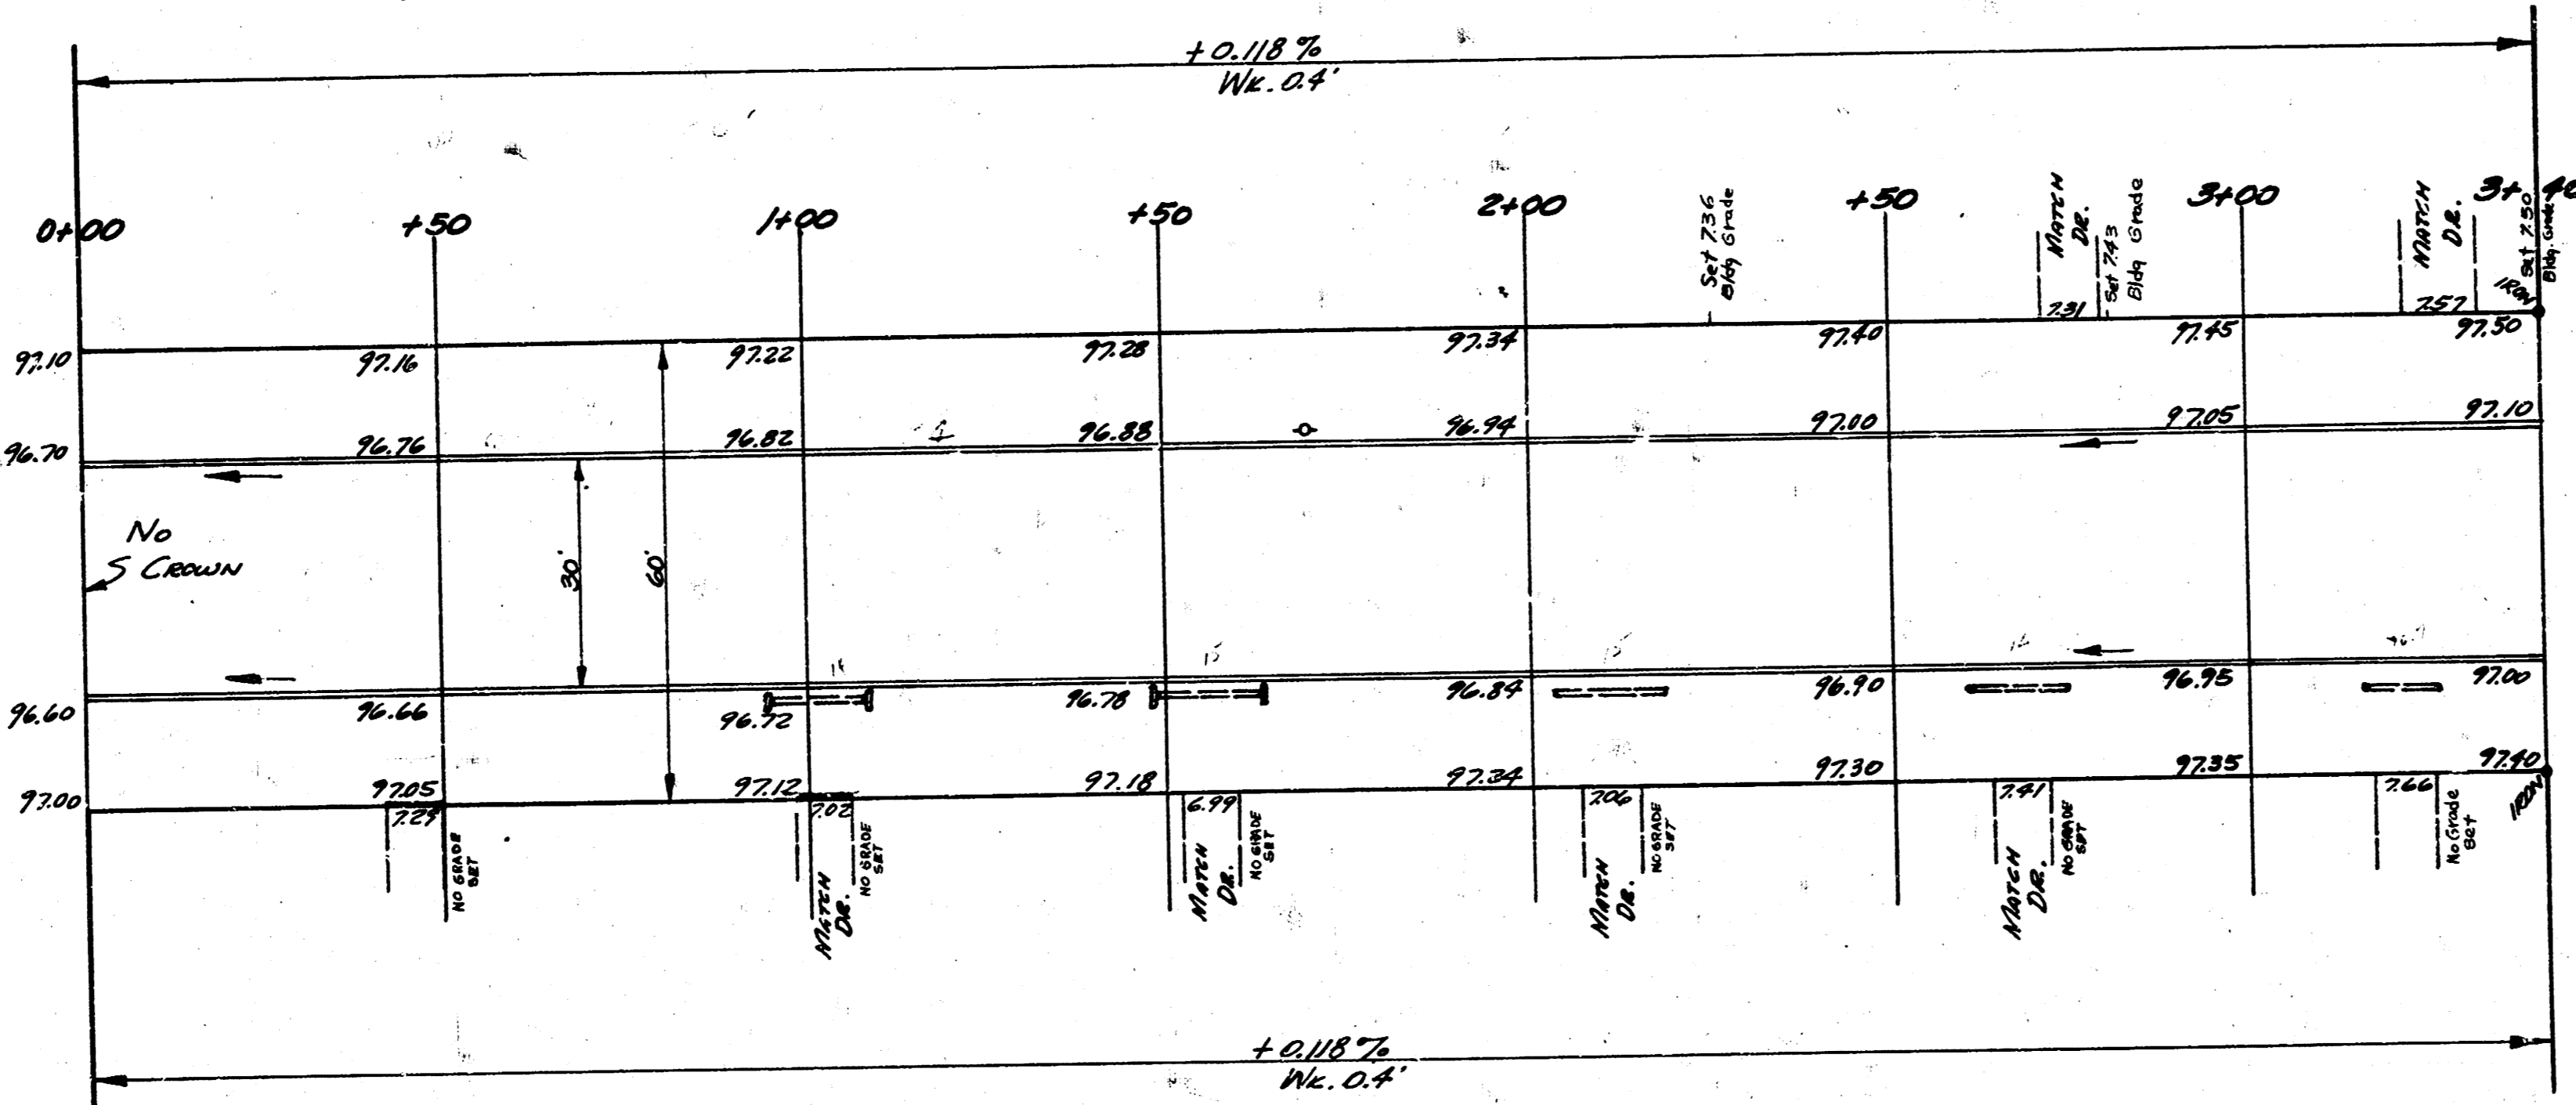 +0.118%
Wk. 0.4'
0+00
+50
1+00
+50
2+00
Set 7.36
Bldg Grade
+50
MATCH
DR.
Set 7.43
Bldg Grade
3+00
MATCH
DR.
3+40
Set 7.50
Bldg. Grade
IRON
7.31
7.57
97.10
97.16
97.22
97.28
97.34
97.40
97.45
97.50
96.70
96.76
96.82
96.88
96.94
97.00
97.05
97.10
No
S CROWN
30'
60'
14
15
15
96.60
96.66
96.72
96.78
96.84
96.90
96.95
97.00
97.00
97.05
97.12
97.18
97.24
97.30
97.35
97.40
IRON
7.29
NO GRADE
SET
7.02
MATCH
DR.
NO GRADE
SET
6.99
MATCH
DR.
NO GRADE
SET
7.06
MATCH
DR.
NO GRADE
SET
7.41
MATCH
DR.
NO GRADE
SET
7.66
No Grade
Set
+0.118%
Wk. 0.4'